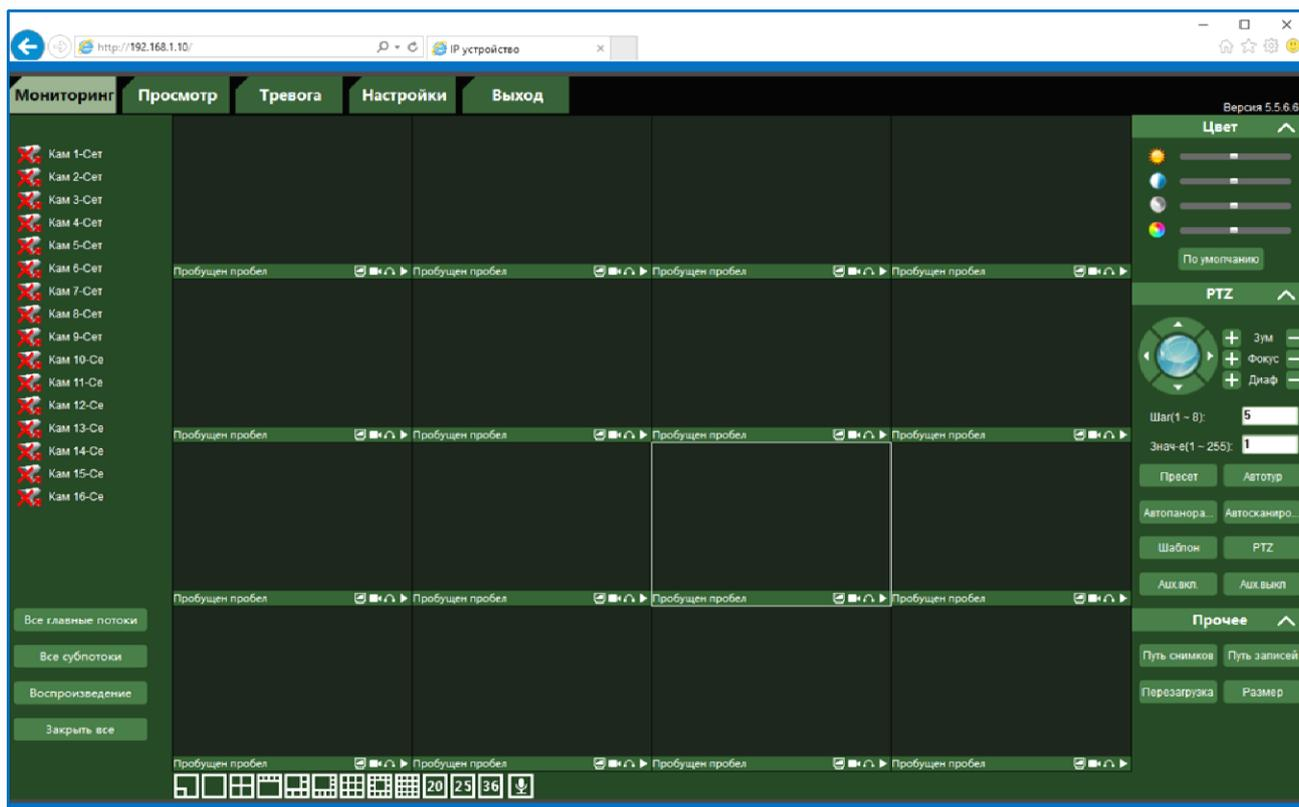 http://192.168.1.10/
IP устройство
Мониторинг Просмотр Тревога Настройки Выход
Версия 5.5.6.6
Кам 1-Сет
Кам 2-Сет
Кам 3-Сет
Кам 4-Сет
Кам 5-Сет
Кам 6-Сет
Кам 7-Сет
Кам 8-Сет
Кам 9-Сет
Кам 10-Се
Кам 11-Се
Кам 12-Се
Кам 13-Се
Кам 14-Се
Кам 15-Се
Кам 16-Се
Все главные потоки
Все субпотоки
Воспроизведение
Закрыть все
Пробущен пробел Пробущен пробел Пробущен пробел Пробущен пробел
Пробущен пробел Пробущен пробел Пробущен пробел Пробущен пробел
Пробущен пробел Пробущен пробел Пробущен пробел Пробущен пробел
Пробущен пробел Пробущен пробел Пробущен пробел Пробущен пробел
20 25 36
Цвет
По умолчанию
PTZ
Зум
Фокус
Диаф
Шаг(1 ~ 8): 5
Знач-е(1 ~ 255): 1
Пресет Автотур
Автопанора... Автосканиро...
Шаблон PTZ
Aux.вкл. Aux.выкл
Прочее
Путь снимков Путь записей
Перезагрузка Размер